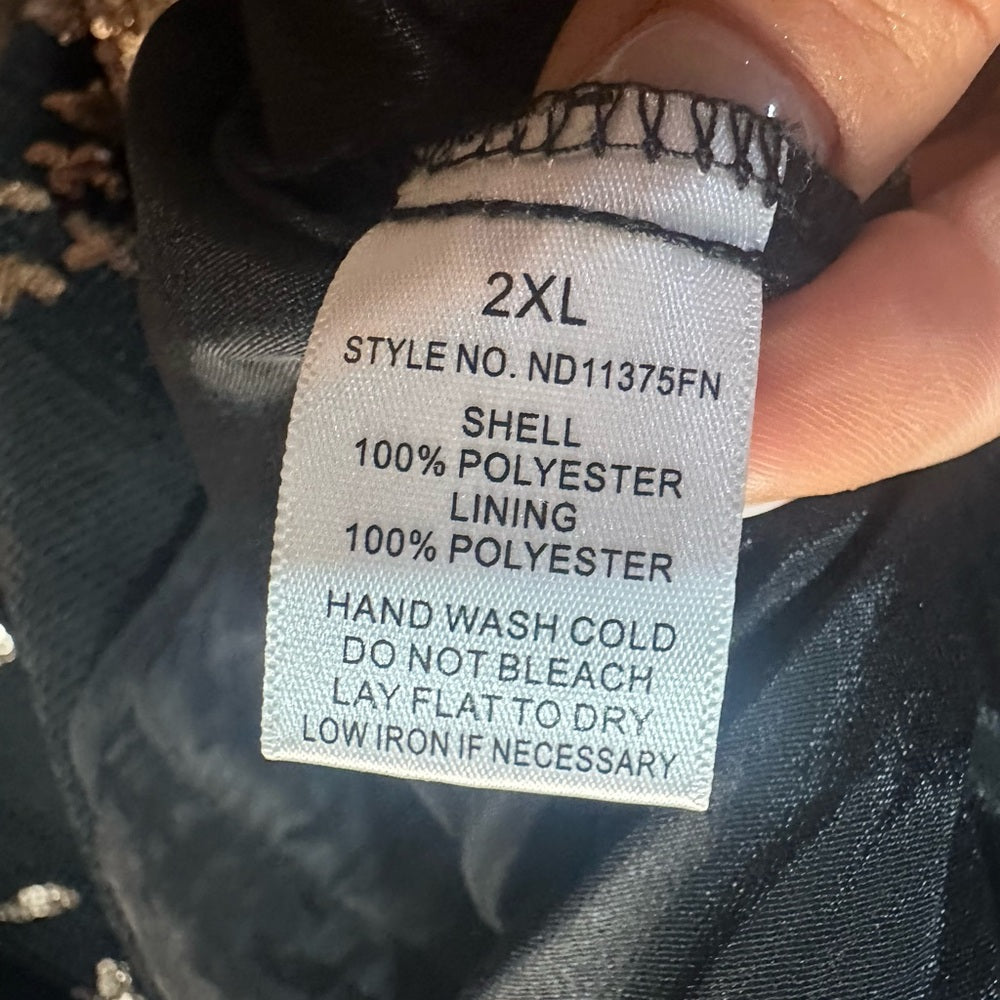 2XL
STYLE NO. ND11375FN
SHELL
100% POLYESTER
LINING
100% POLYESTER
HAND WASH COLD
DO NOT BLEACH
LAY FLAT TO DRY
LOW IRON IF NECESSARY